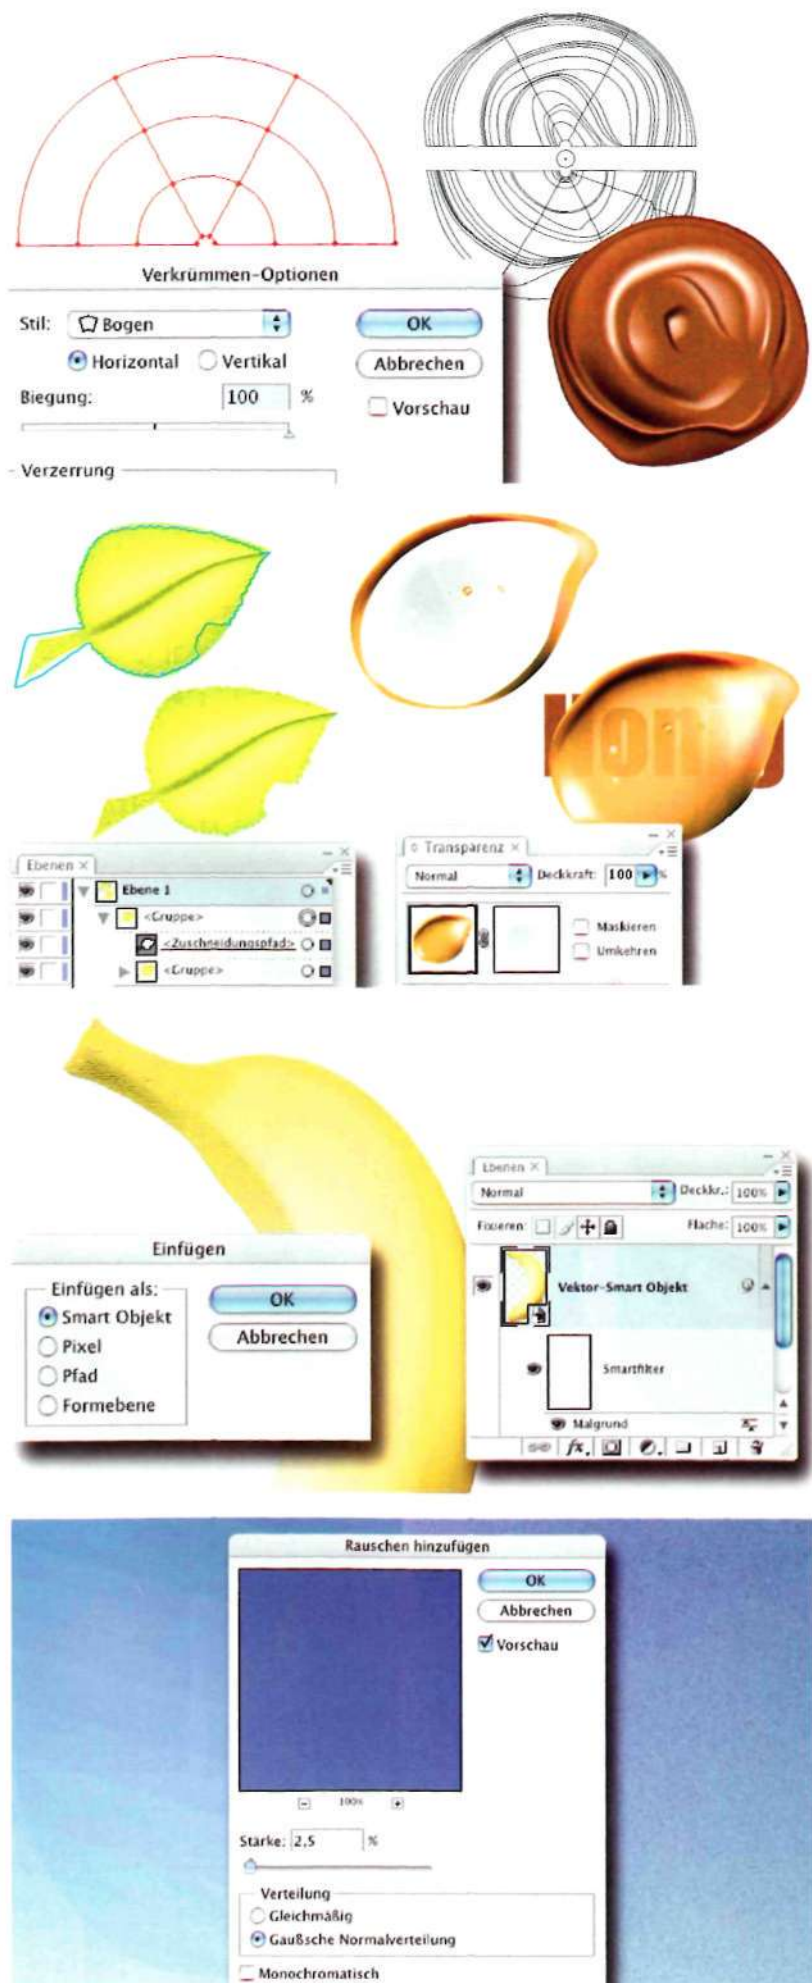 Verkrümmen-Optionen
Stil: Bogen
OK
Horizontal Vertikal
Abbrechen
Biegung: 100 %
Vorschau
Verzerrung
Honig
Ebenen
Ebene 1
<Gruppe>
<Zuschneidungspfad>
<Gruppe>
Transparenz
Normal Deckkraft: 100 %
Maskieren
Umkehren
Einfügen
Einfügen als:
Smart Objekt
Pixel
Pfad
Formebene
OK
Abbrechen
Ebenen
Normal Deckkr.: 100%
Fixieren: Fläche: 100%
Vektor-Smart Objekt
Smartfilter
Malgrund
fx
Rauschen hinzufügen
OK
Abbrechen
Vorschau
100%
Stärke: 2,5 %
Verteilung
Gleichmäßig
Gaußsche Normalverteilung
Monochromatisch